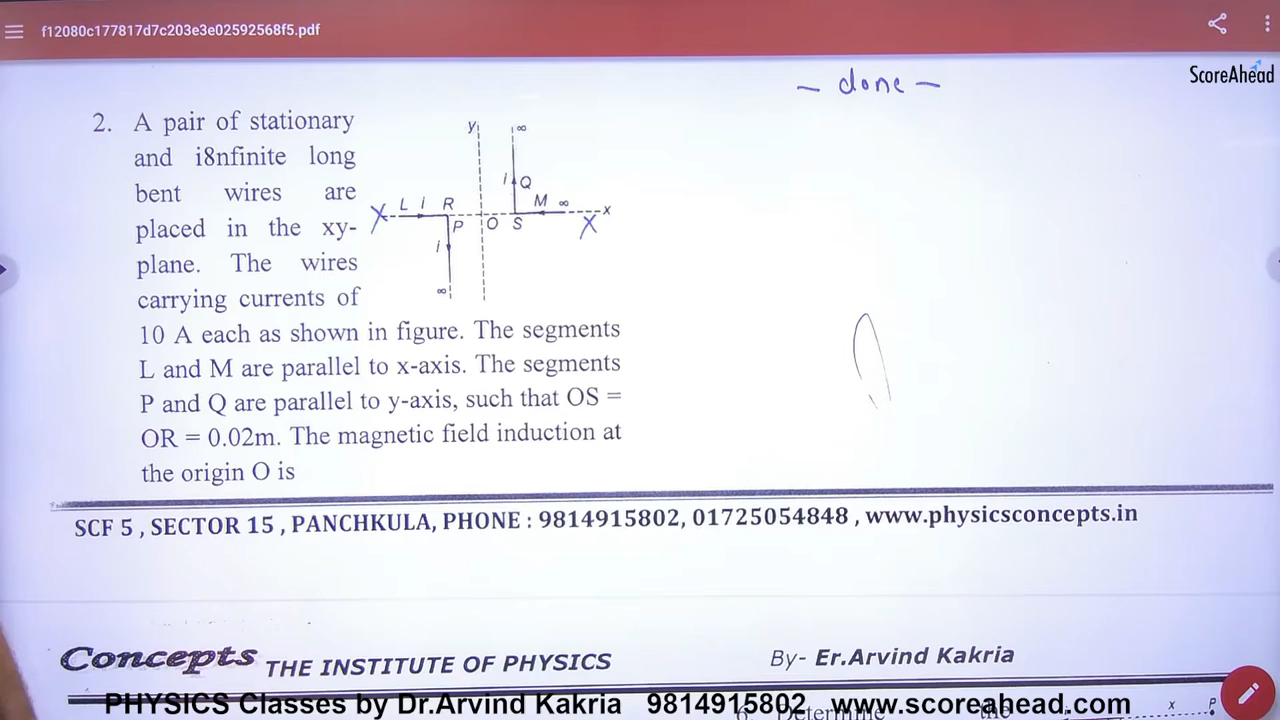 f12080c177817d7c203e3e02592568f5.pdf
ScoreAhead
~ done ~
2. A pair of stationary
and i8nfinite long
bent wires are
placed in the xy-
plane. The wires
carrying currents of
10 A each as shown in figure. The segments
L and M are parallel to x-axis. The segments
P and Q are parallel to y-axis, such that OS =
OR = 0.02m. The magnetic field induction at
the origin O is
y ∞
i Q
L i R M ∞ x
X P O S X
i
∞
SCF 5 , SECTOR 15 , PANCHKULA, PHONE : 9814915802, 01725054848 , www.physicsconcepts.in
Concepts THE INSTITUTE OF PHYSICS By- Er.Arvind Kakria
PHYSICS Classes by Dr.Arvind Kakria 9814915802 www.scoreahead.com
6. Determine the x P